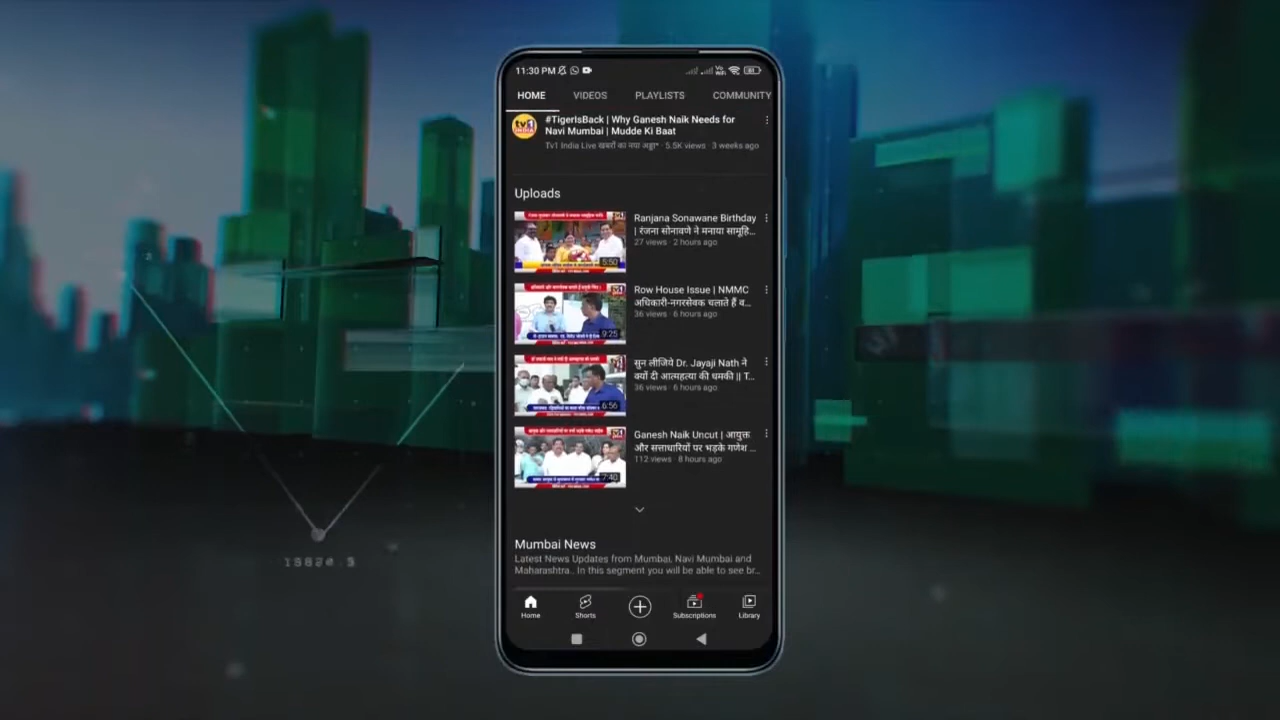 11:30 PM
HOME VIDEOS PLAYLISTS COMMUNITY
tv1 INDIA
#TigerIsBack | Why Ganesh Naik Needs for
Navi Mumbai | Mudde Ki Baat
Tv1 India Live खबरों का नया अड्डा" · 5.5K views · 3 weeks ago
Uploads
Ranjana Sonawane Birthday
| रंजना सोनावणे ने मनाया सामूहि...
27 views · 2 hours ago
5:50
Row House Issue | NMMC
अधिकारी-नगरसेवक चलाते हैं व...
36 views · 6 hours ago
9:25
सुन लीजिये Dr. Jayaji Nath ने
क्यों दी आत्महत्या की धमकी || T...
36 views · 6 hours ago
6:56
Ganesh Naik Uncut | आयुक्त
और सत्ताधारियों पर भड़के गणेश ...
112 views · 8 hours ago
7:40
Mumbai News
Latest News Updates from Mumbai, Navi Mumbai and
Maharashtra.. In this segment you will be able to see br...
Home Shorts Subscriptions Library